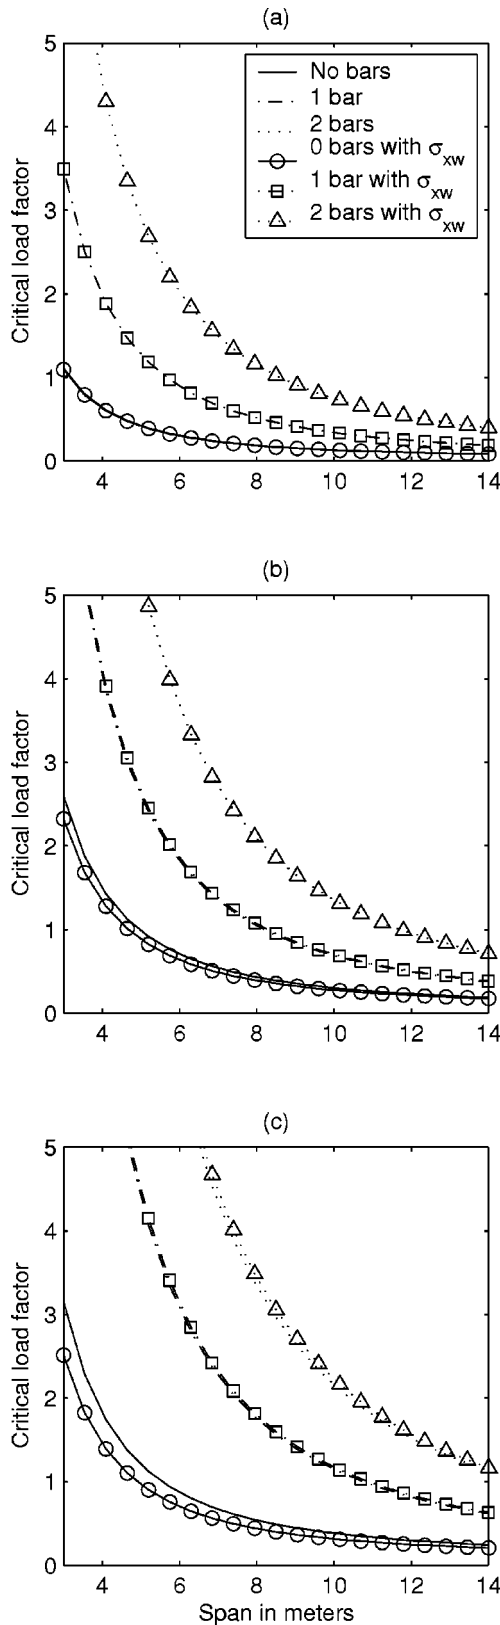 (a)
5
4
3
2
1
0
Critical load factor
No bars
1 bar
2 bars
0 bars with σxw
1 bar with σxw
2 bars with σxw
4 6 8 10 12 14
(b)
5
4
3
2
1
0
Critical load factor
4 6 8 10 12 14
(c)
5
4
3
2
1
0
Critical load factor
4 6 8 10 12 14
Span in meters